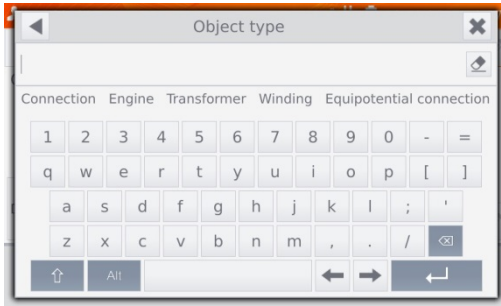 Object type
Connection Engine Transformer Winding Equipotential connection
1 2 3 4 5 6 7 8 9 0 - =
q w e r t y u i o p [ ]
a s d f g h j k l ; '
z x c v b n m , . /
Alt